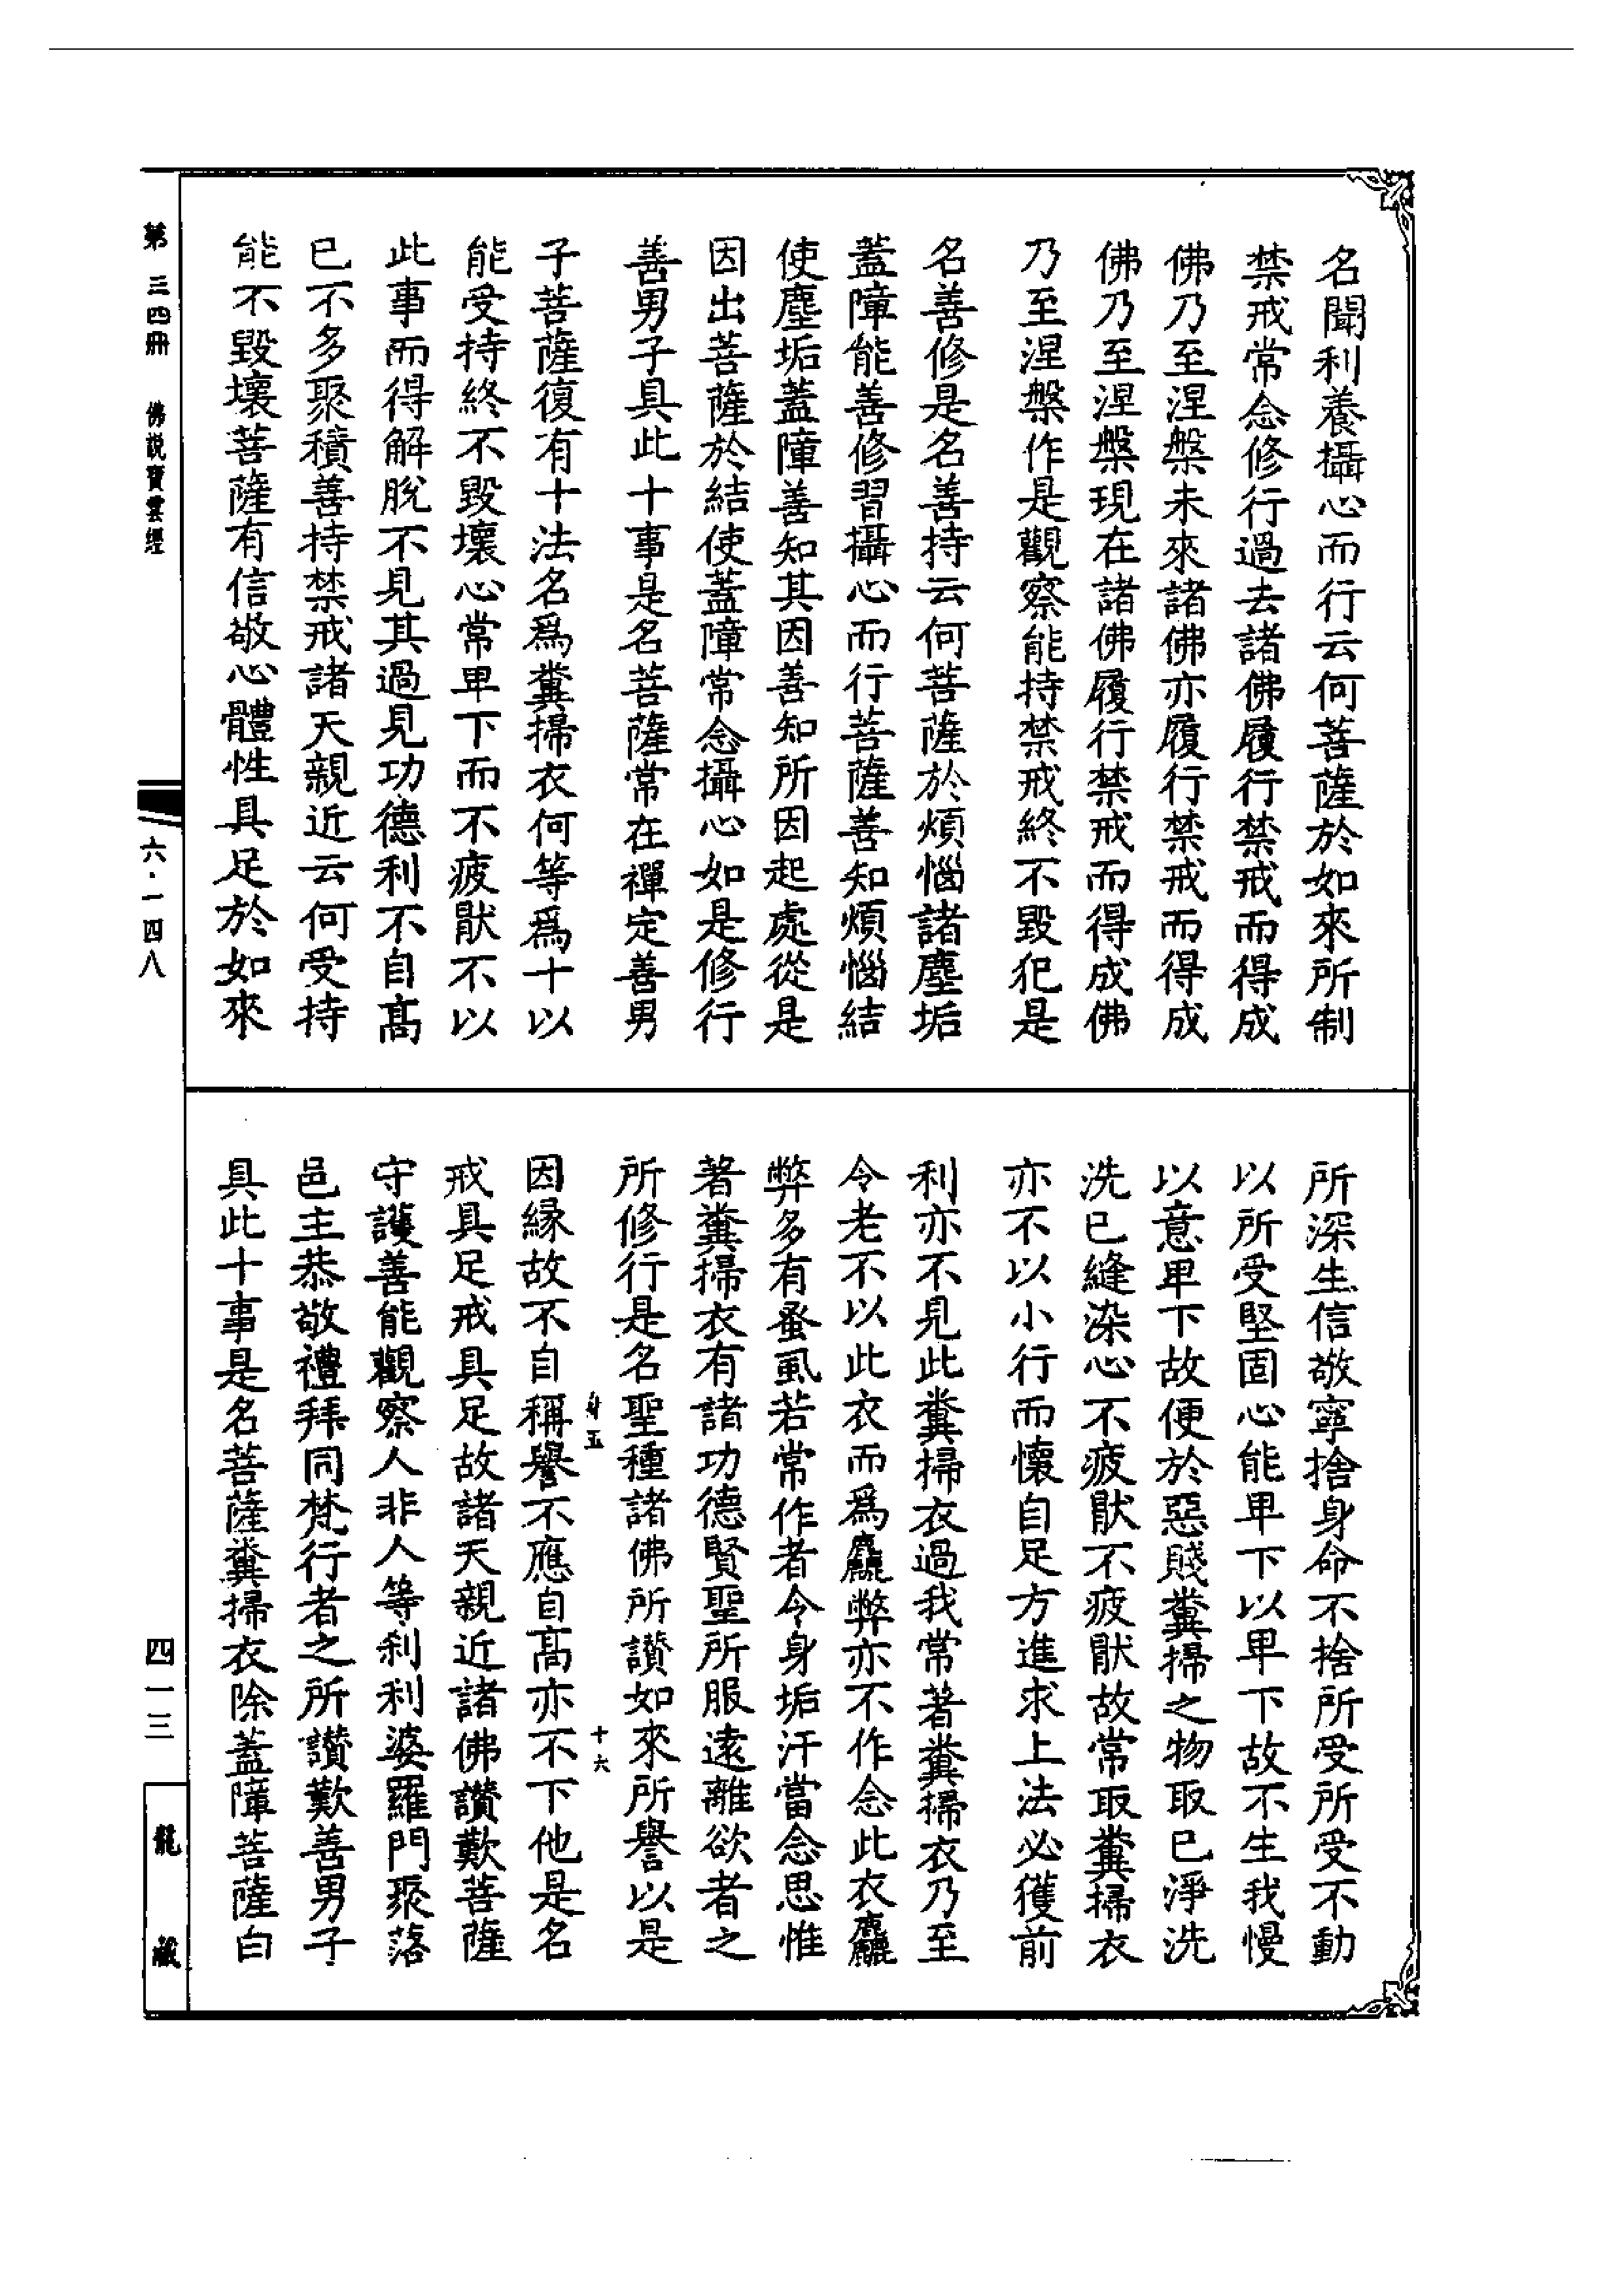 名聞利養攝心而行云何菩薩於如來所制
禁戒常念修行過去諸佛履行禁戒而得成
佛乃至涅槃未來諸佛亦履行禁戒而得成
佛乃至涅槃現在諸佛履行禁戒而得成佛
乃至涅槃作是觀察能持禁戒終不毀犯是
名善修是名善持云何菩薩於煩惱諸塵垢
蓋障能善修習攝心而行菩薩善知煩惱結
使塵垢蓋障善知其因善知所因起處從是
因出菩薩於結使蓋障常念攝心如是修行
善男子具此十事是名菩薩常在禪定善男
子菩薩復有十法名爲糞掃衣何等爲十以
能受持終不毀壞心常卑下而不疲猒不以
此事而得解脫不見其過見功德利不自髙
已不多聚積善持禁戒諸天親近云何受持
能不毀壞菩薩有信敬心體性具足於如來
所深生信敬寧捨身命不捨所受所受不動
以所受堅固心能卑下以卑下故不生我慢
以意卑下故便於惡賤糞掃之物取已淨洗
洗已縫染心不疲猒不疲猒故常取糞掃衣
亦不以小行而懷自足方進求上法必獲前
利亦不見此糞掃衣過我常著糞掃衣乃至
令老不以此衣而爲麤弊亦不作念此衣麤
弊多有蚤虱若常作者令身垢汗當念思惟
著糞掃衣有諸功德賢聖所服遠離欲者之
所修行是名聖種諸佛所讃如來所譽以是
因緣故不自稱譽不應自髙亦不下他是名
戒具足戒具足故諸天親近諸佛讃歎菩薩
守護善能觀察人非人等刹利婆羅門聚落
邑主恭敬禮拜同梵行者之所讃歎善男子
具此十事是名菩薩糞掃衣除蓋障菩薩白
身五
十六
第三四冊 佛説寶雲經
六·一四八
四一三
龍藏